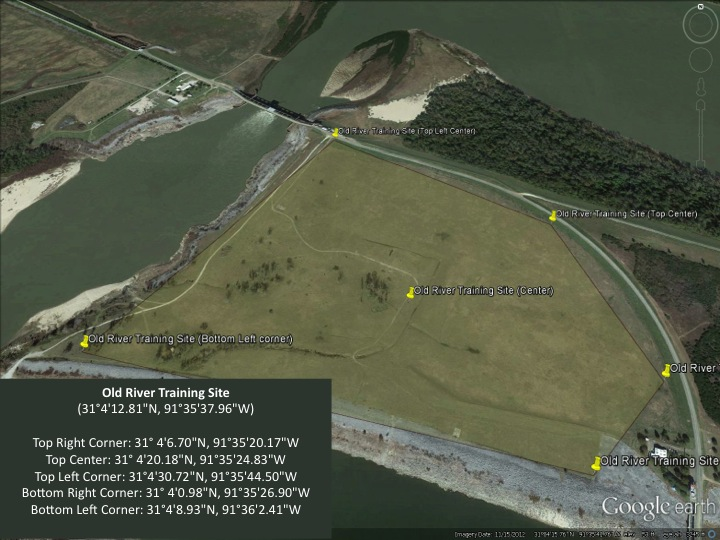 Old River Training Site (Top Left Center)
Old River Training Site (Top Center)
Old River Training Site (Center)
Old River Training Site (Bottom Left corner)
Old River
Old River Training Site
Old River Training Site
(31°4'12.81"N, 91°35'37.96"W)
Top Right Corner: 31° 4'6.70"N, 91°35'20.17"W
Top Center: 31° 4'20.18"N, 91°35'24.83"W
Top Left Corner: 31°4'30.72"N, 91°35'44.50"W
Bottom Right Corner: 31° 4'0.98"N, 91°35'26.90"W
Bottom Left Corner: 31°4'8.93"N, 91°36'2.41"W
Google earth
Imagery Date: 11/15/2012